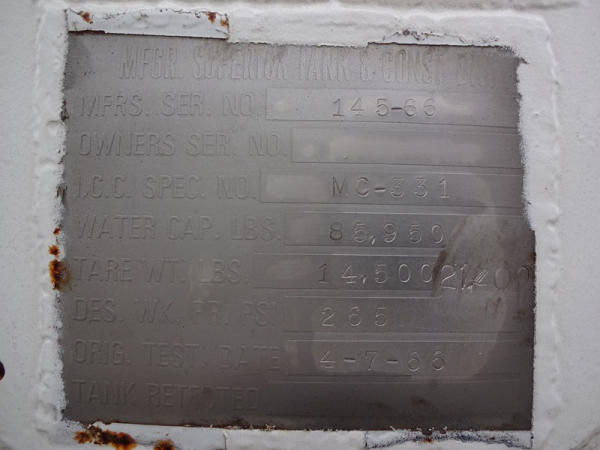 MFGR. SUPERIOR TANK & CONST.
MFRS. SER. NO. 145-66
OWNERS SER. NO.
I.C.C. SPEC. NO. MC-331
WATER CAP. LBS. 85,950
TARE WT. LBS. 14,500 21,400
DES. WK. PR. PSI 265
ORIG. TEST. DATE 4-7-66
TANK RETESTED